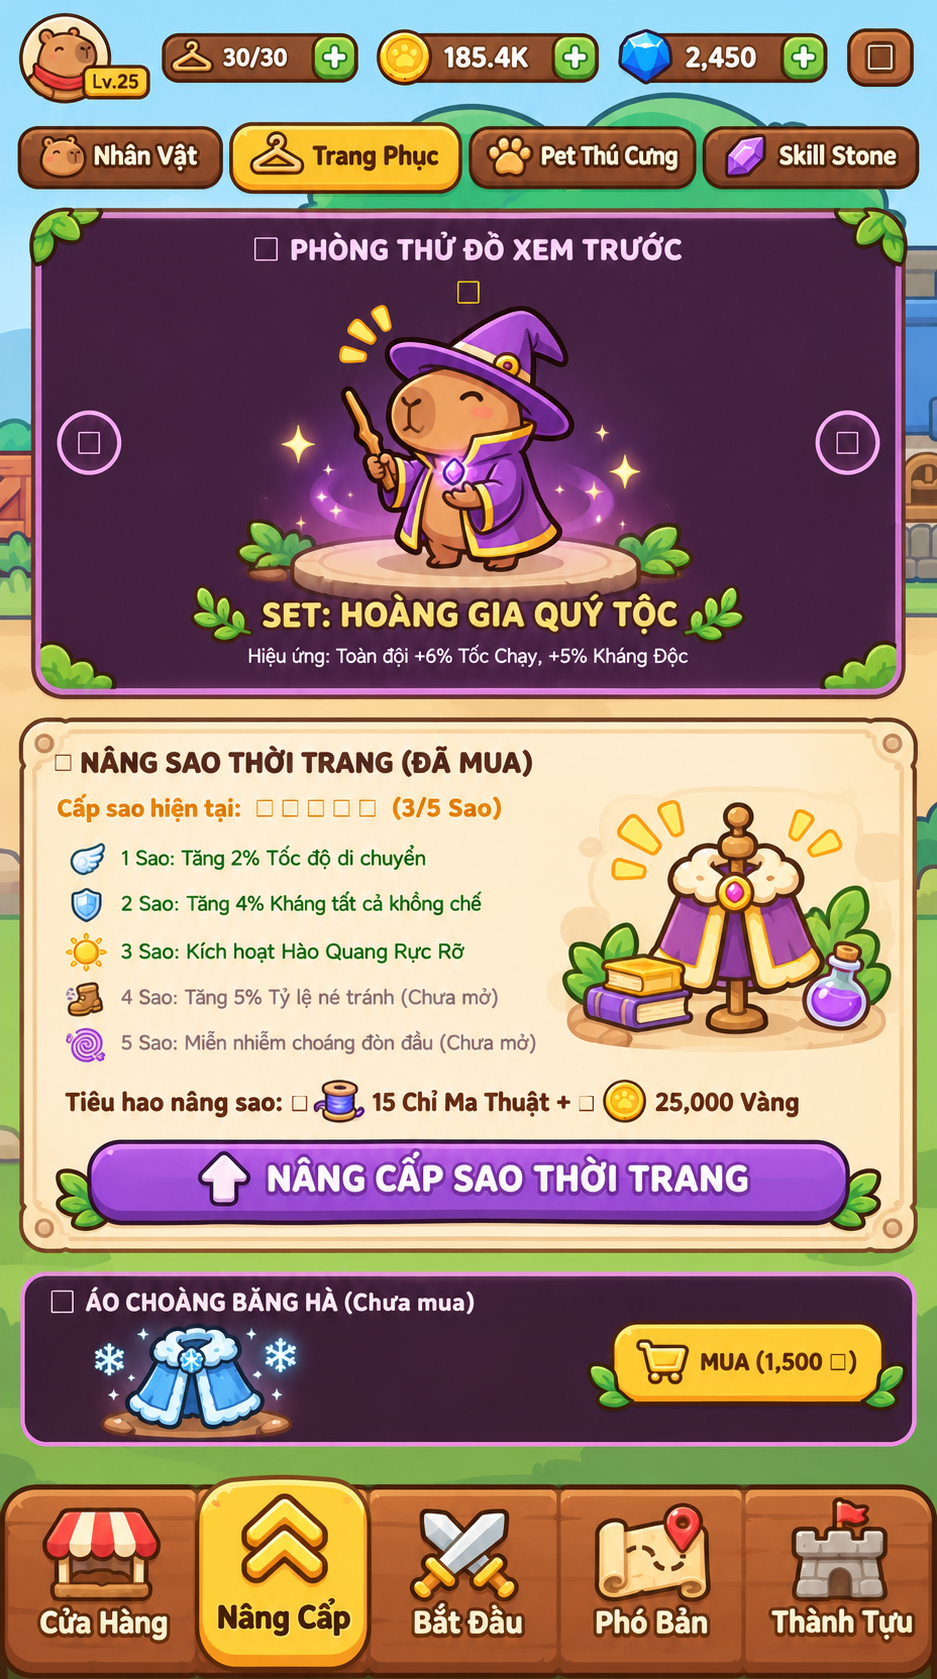 Lv.25
30/30
185.4K
2,450
Nhân Vật
Trang Phục
Pet Thú Cưng
Skill Stone
□ PHÒNG THỬ ĐỒ XEM TRƯỚC
SET: HOÀNG GIA QUÝ TỘC
Hiệu ứng: Toàn đội +6% Tốc Chạy, +5% Kháng Độc
□ NÂNG SAO THỜI TRANG (ĐÃ MUA)
Cấp sao hiện tại: □ □ □ □ □ (3/5 Sao)
1 Sao: Tăng 2% Tốc độ di chuyển
2 Sao: Tăng 4% Kháng tất cả khồng chế
3 Sao: Kích hoạt Hào Quang Rực Rỡ
4 Sao: Tăng 5% Tỷ lệ né tránh (Chưa mở)
5 Sao: Miễn nhiễm choáng đòn đầu (Chưa mở)
Tiêu hao nâng sao: □ 15 Chỉ Ma Thuật + □ 25,000 Vàng
NÂNG CẤP SAO THỜI TRANG
□ ÁO CHOÀNG BĂNG HÀ (Chưa mua)
MUA (1,500 □)
Cửa Hàng
Nâng Cấp
Bắt Đầu
Phó Bản
Thành Tựu